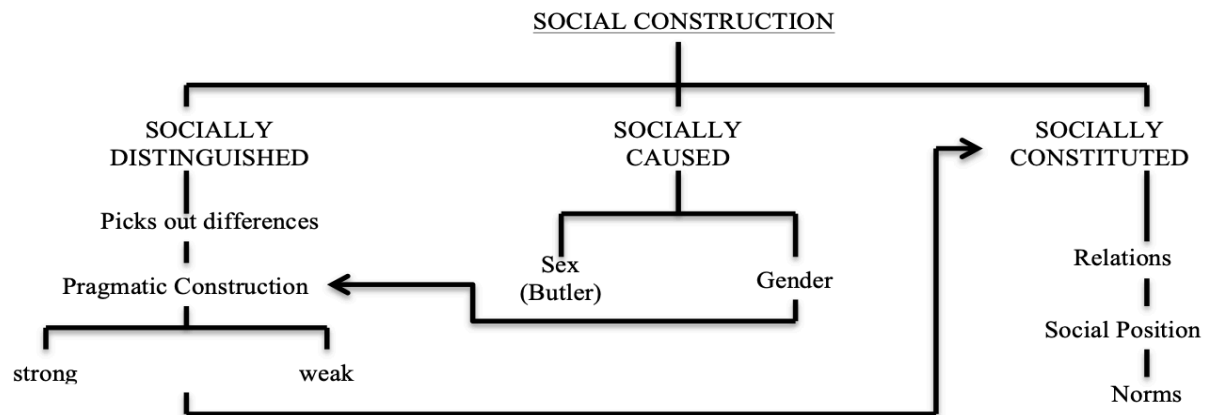 SOCIAL CONSTRUCTION
SOCIALLY
DISTINGUISHED
SOCIALLY
CAUSED
SOCIALLY
CONSTITUTED
Picks out differences
Pragmatic Construction
strong
weak
Sex
(Butler)
Gender
Relations
Social Position
Norms